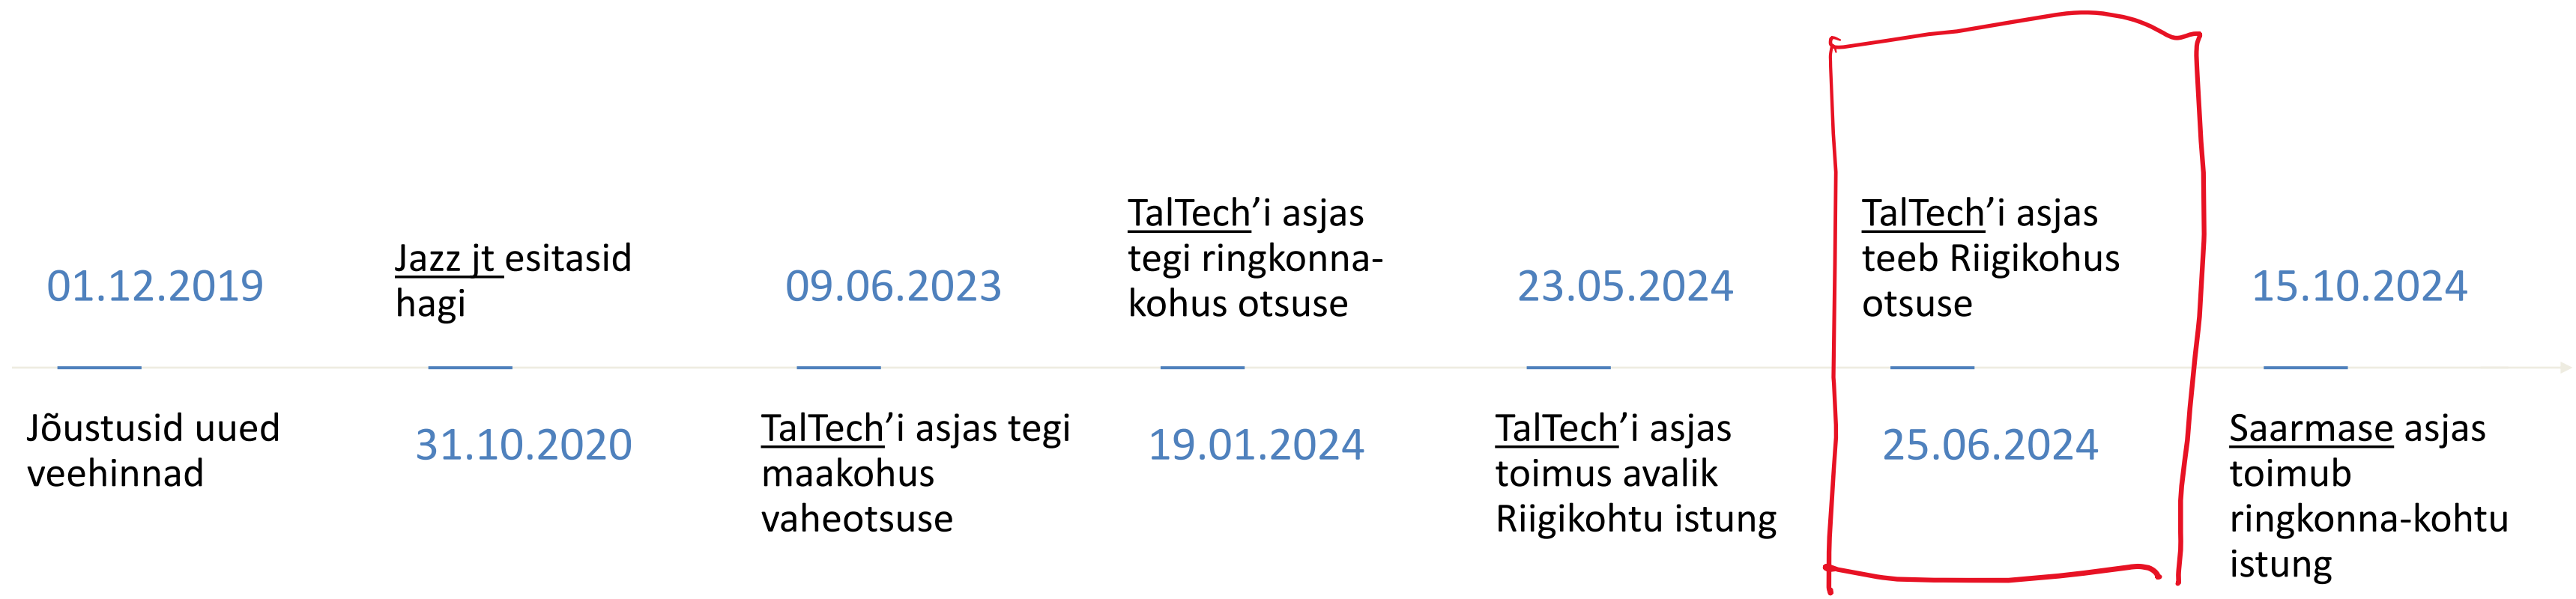 01.12.2019
Jõustusid uued
veehinnad
Jazz jt esitasid
hagi
31.10.2020
09.06.2023
TalTech’i asjas tegi
maakohus
vaheotsuse
TalTech’i asjas
tegi ringkonna-
kohus otsuse
19.01.2024
23.05.2024
TalTech’i asjas
toimus avalik
Riigikohtu istung
TalTech’i asjas
teeb Riigikohus
otsuse
25.06.2024
15.10.2024
Saarmase asjas
toimub
ringkonna-kohtu
istung